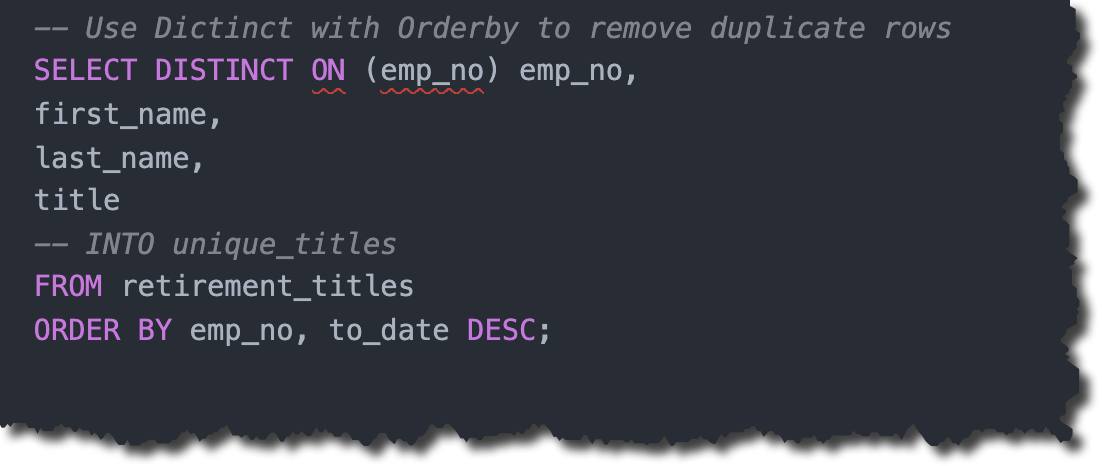 -- Use Dictinct with Orderby to remove duplicate rows
SELECT DISTINCT ON (emp_no) emp_no,
first_name,
last_name,
title
-- INTO unique_titles
FROM retirement_titles
ORDER BY emp_no, to_date DESC;